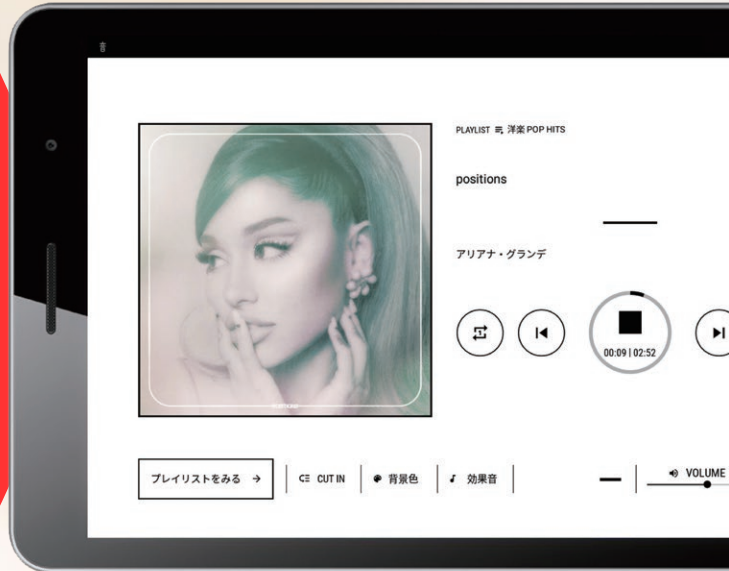 PLAYLIST 洋楽 POP HITS
positions
アリアナ・グランデ
00:09 | 02:52
プレイリストをみる →
CUT IN
背景色
効果音
VOLUME